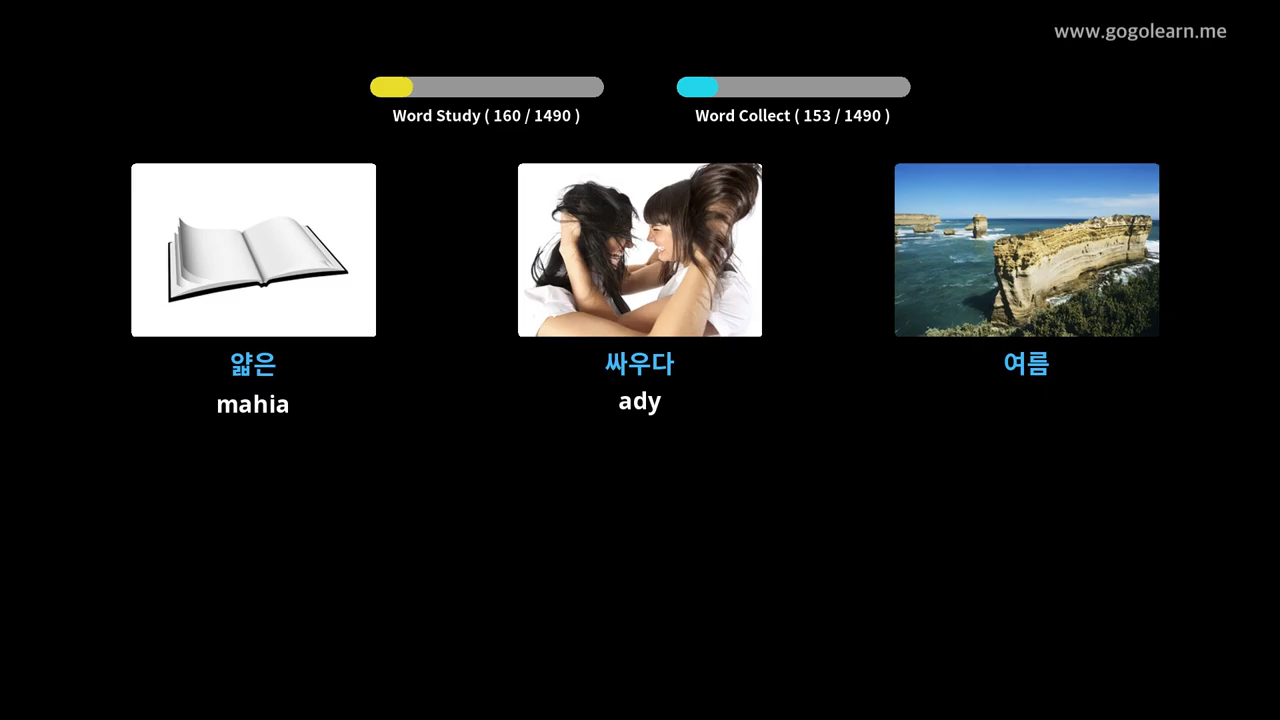 www.gogolearn.me
Word Study ( 160 / 1490 )
Word Collect ( 153 / 1490 )
얇은
mahia
싸우다
ady
여름